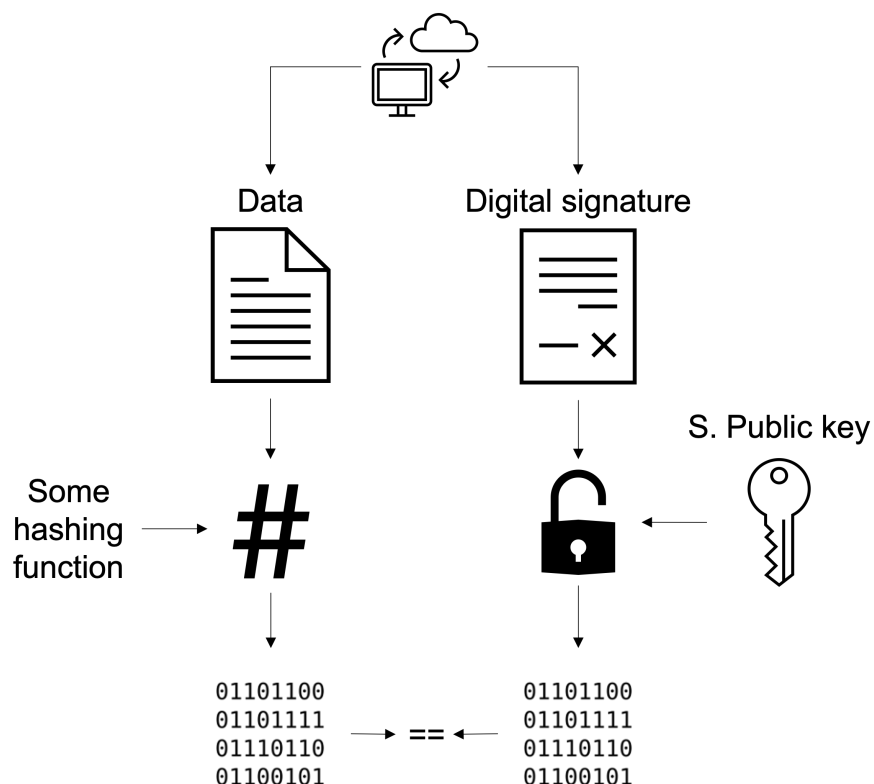 Data
Digital signature
S. Public key
Some
hashing
function
#
01101100
01101111
01110110
01100101
==
01101100
01101111
01110110
01100101